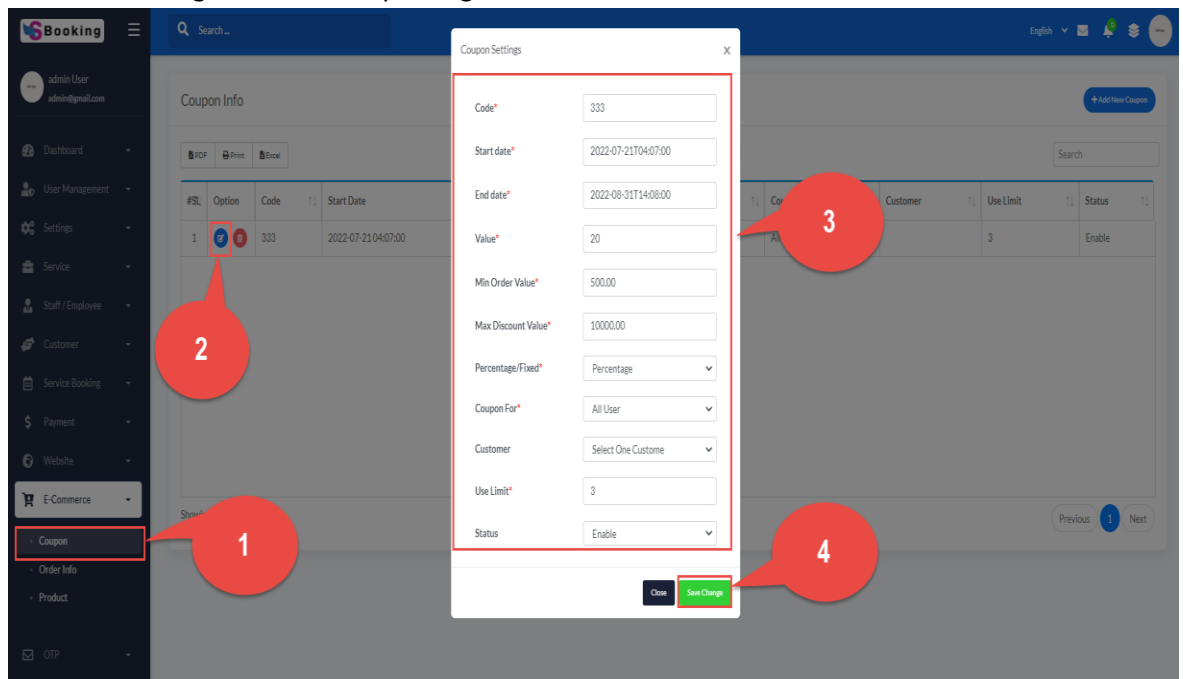 Booking
Search...
English
admin User
admin@gmail.com
Dashboard
User Management
Settings
Service
Staff / Employee
Customer
Service Booking
Payment
Website
E-Commerce
Coupon
Order Info
Product
OTP
Coupon Info
+ Add New Coupon
PDF Print Excel
Search
#SL Option Code Start Date Customer Use Limit Status
1 333 2022-07-21 04:07:00 3 Enable
Previous 1 Next
Coupon Settings X
Code* 333
Start date* 2022-07-21T04:07:00
End date* 2022-08-31T14:08:00
Value* 20
Min Order Value* 500.00
Max Discount Value* 10000.00
Percentage/Fixed* Percentage
Coupon For* All User
Customer Select One Custome
Use Limit* 3
Status Enable
Close Save Change
1
2
3
4